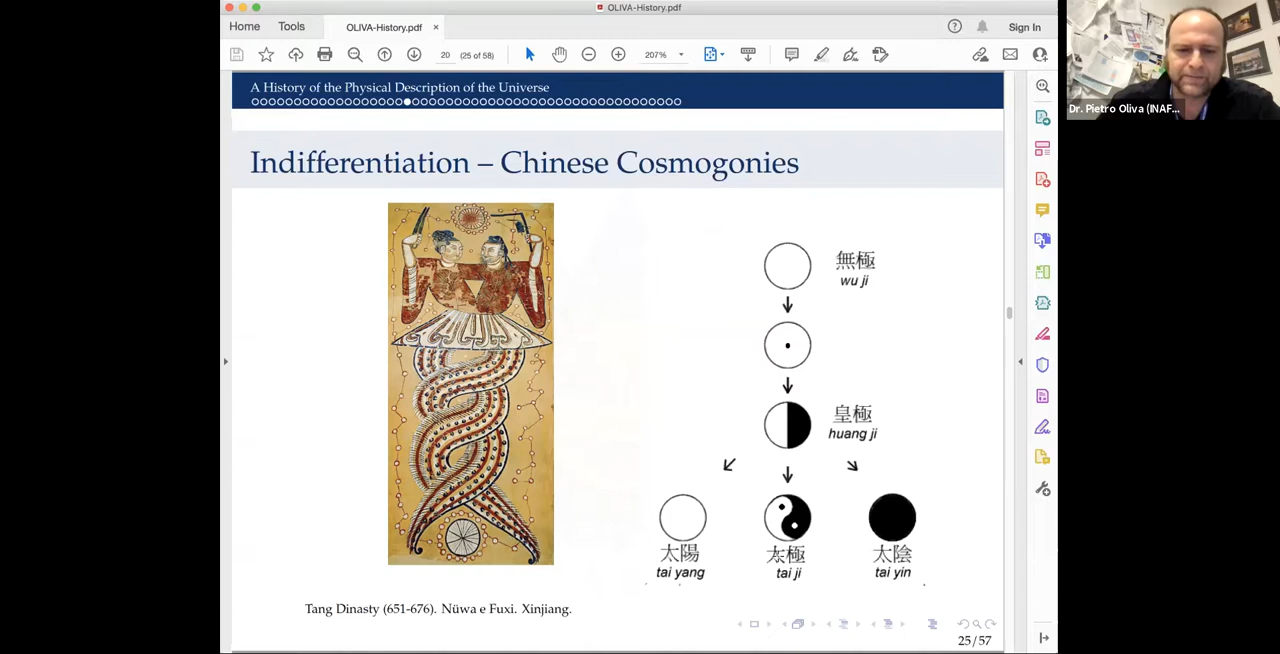 OLIVA-History.pdf
Home
Tools
OLIVA-History.pdf
×
Sign In
20
(25 of 58)
207%
Dr. Pietro Oliva (INAF...
A History of the Physical Description of the Universe
Indifferentiation – Chinese Cosmogonies
無極
wu ji
皇極
huang ji
太陽
tai yang
太極
tai ji
太陰
tai yin
Tang Dinasty (651-676). Nüwa e Fuxi. Xinjiang.
25/57